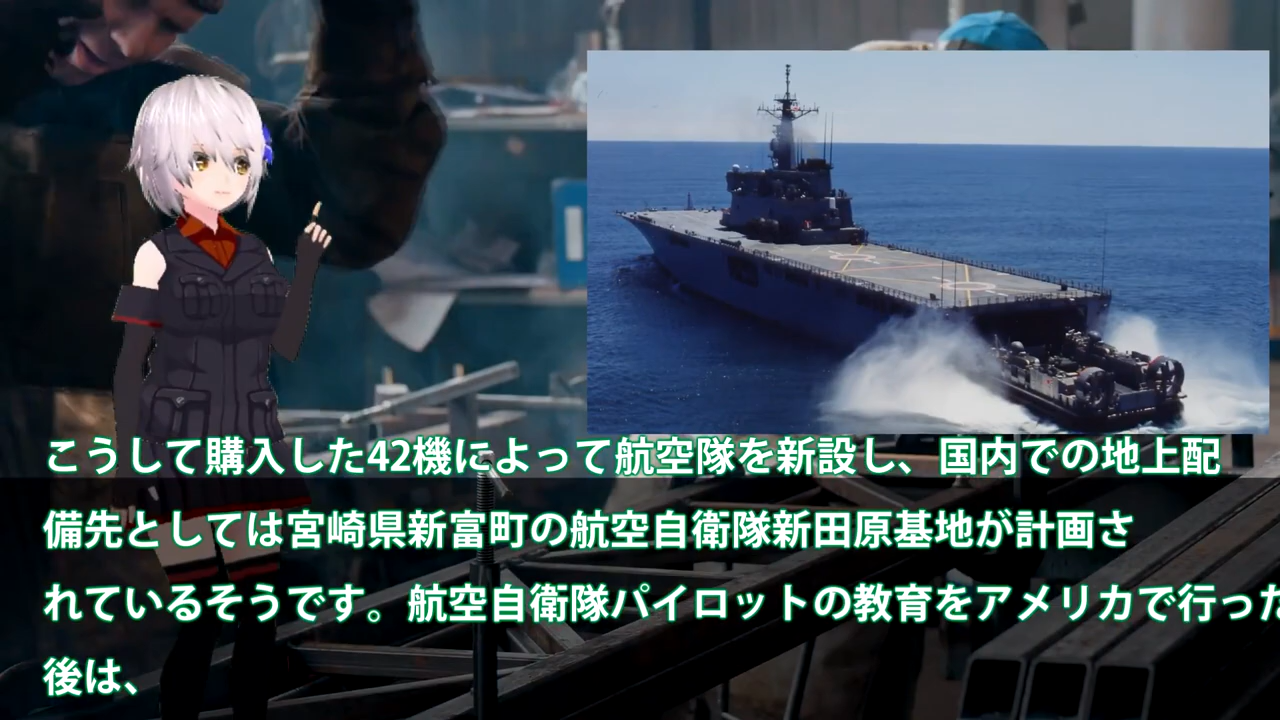 こうして購入した42機によって航空隊を新設し、国内での地上配
備先としては宮崎県新富町の航空自衛隊新田原基地が計画さ
れているそうです。航空自衛隊パイロットの教育をアメリカで行った
後は、